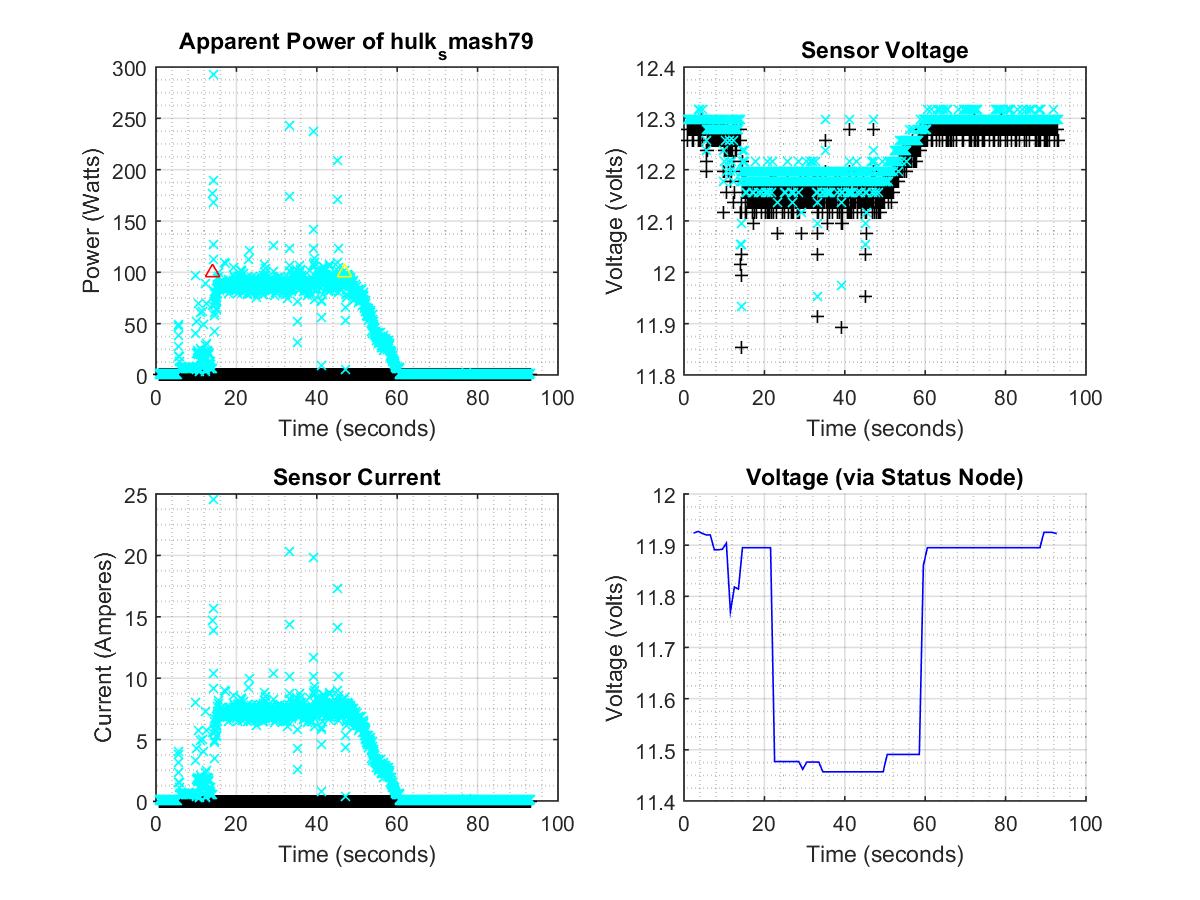 Apparent Power of hulk_smash79
300
250
200
150
100
50
0
Power (Watts)
0 20 40 60 80 100
Time (seconds)
Sensor Voltage
12.4
12.3
12.2
12.1
12
11.9
11.8
Voltage (volts)
0 20 40 60 80 100
Time (seconds)
Sensor Current
25
20
15
10
5
0
Current (Amperes)
0 20 40 60 80 100
Time (seconds)
Voltage (via Status Node)
12
11.9
11.8
11.7
11.6
11.5
11.4
Voltage (volts)
0 20 40 60 80 100
Time (seconds)